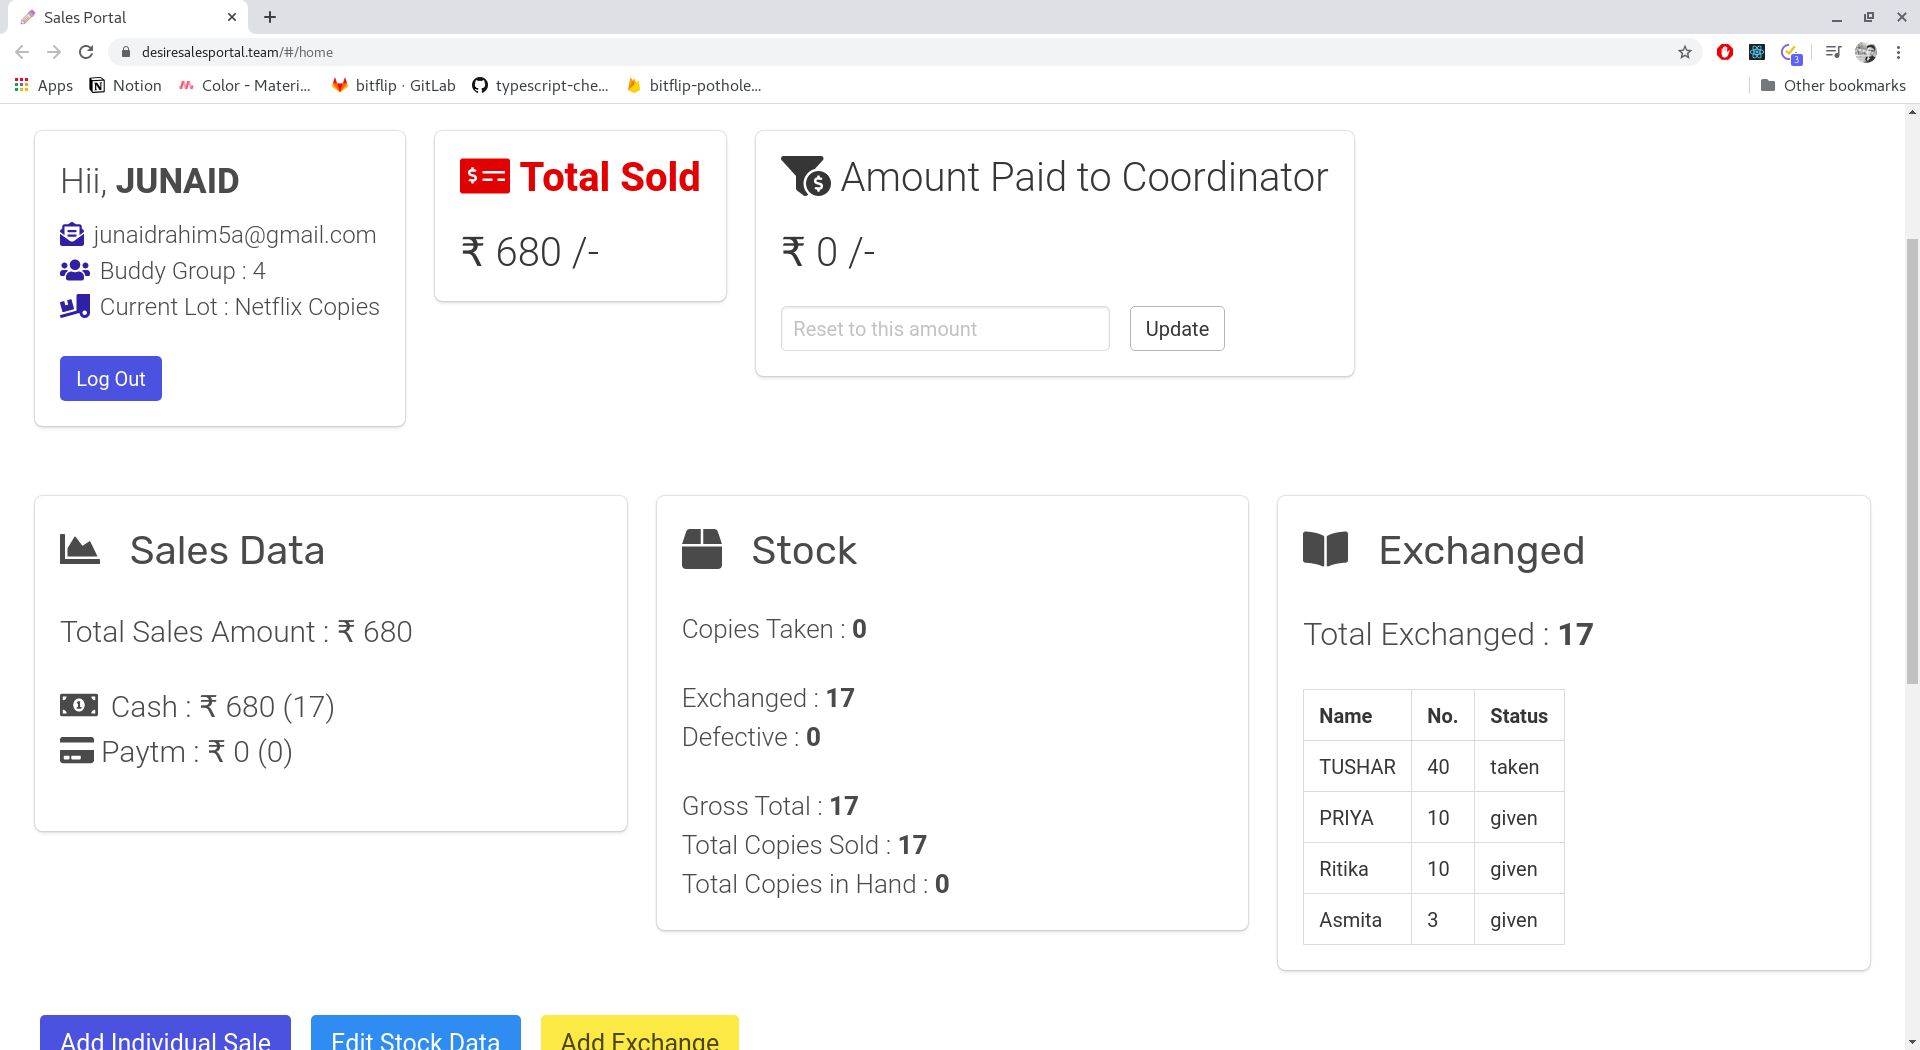 Sales Portal
desiresalesportal.team/#/home
3
Apps
Notion
Color - Materi...
bitflip · GitLab
typescript-che...
bitflip-pothole...
Other bookmarks
Hii, JUNAID
junaidrahim5a@gmail.com
Buddy Group : 4
Current Lot : Netflix Copies
Log Out
Total Sold
₹ 680 /-
Amount Paid to Coordinator
₹ 0 /-
Reset to this amount
Update
Sales Data
Total Sales Amount : ₹ 680
Cash : ₹ 680 (17)
Paytm : ₹ 0 (0)
Stock
Copies Taken : 0
Exchanged : 17
Defective : 0
Gross Total : 17
Total Copies Sold : 17
Total Copies in Hand : 0
Exchanged
Total Exchanged : 17
Name No. Status
TUSHAR 40 taken
PRIYA 10 given
Ritika 10 given
Asmita 3 given
Add Individual Sale
Edit Stock Data
Add Exchange